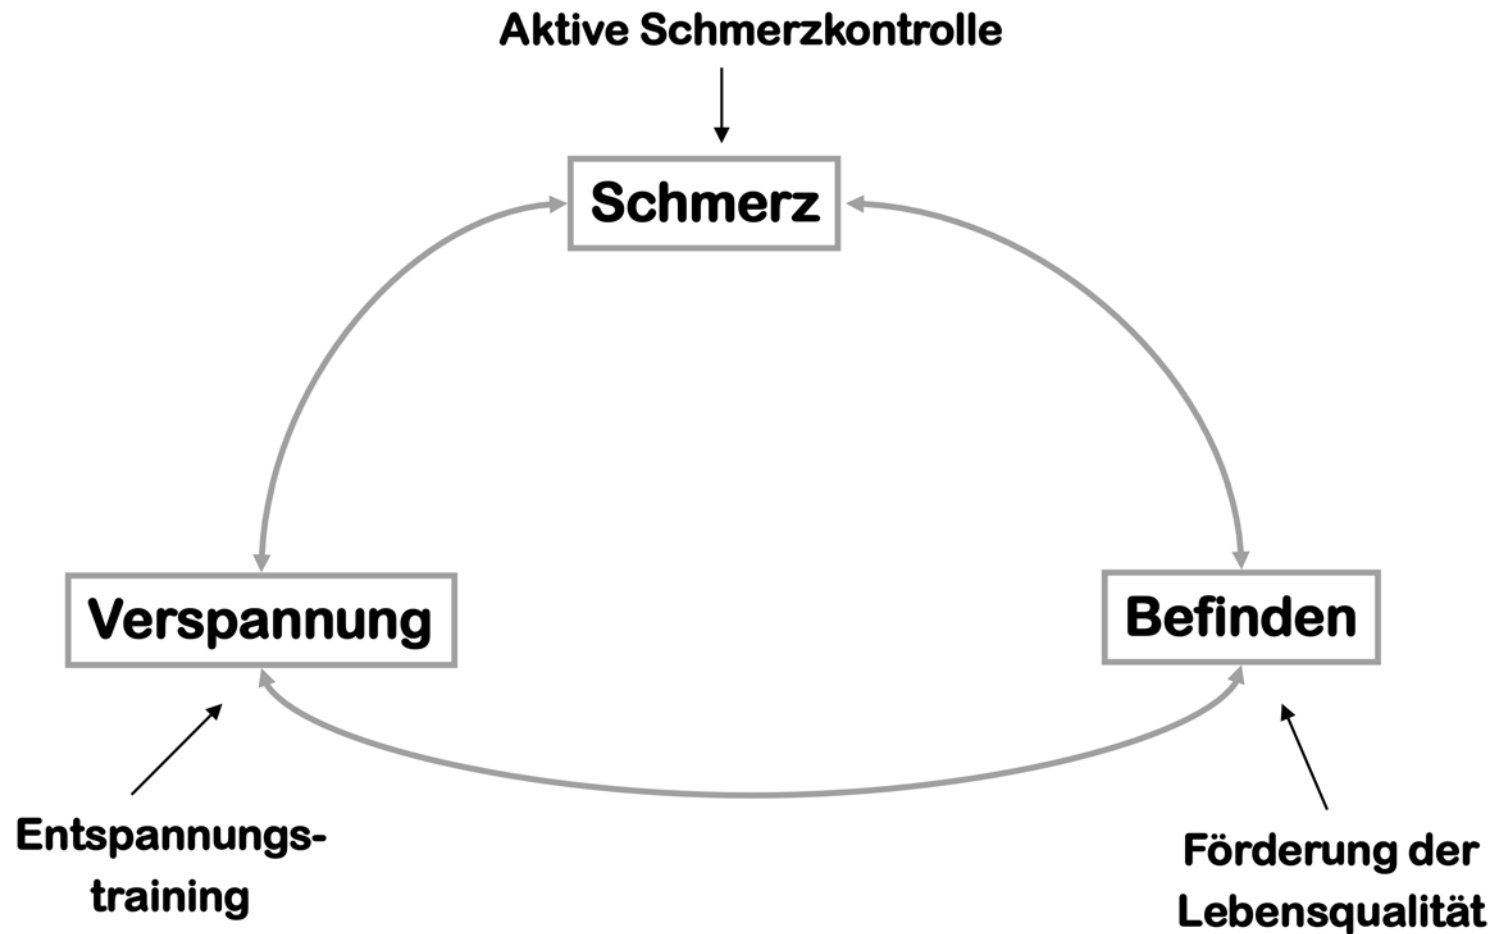 Aktive Schmerzkontrolle
Schmerz
Verspannung
Befinden
Entspannungs-
training
Förderung der
Lebensqualität